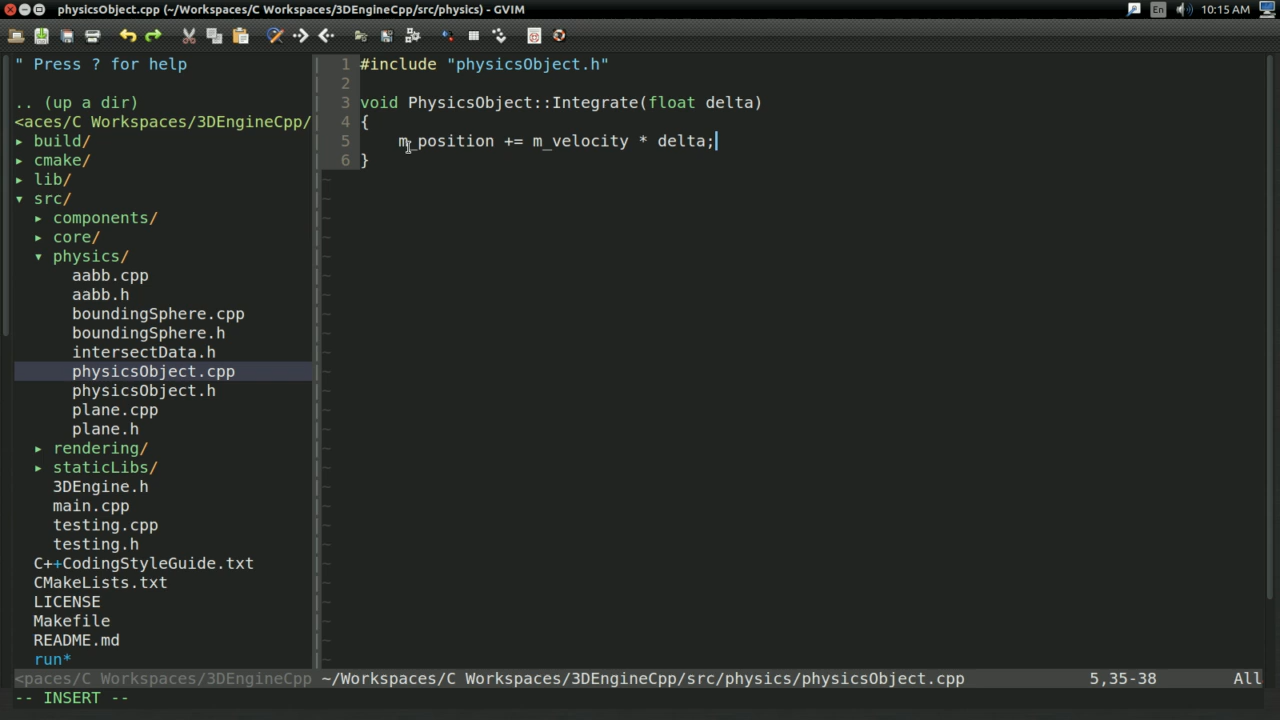 physicsObject.cpp (~/Workspaces/C Workspaces/3DEngineCpp/src/physics) - GVIM
En
10:15 AM
" Press ? for help
.. (up a dir)
<aces/C Workspaces/3DEngineCpp/
▸ build/
▸ cmake/
▸ lib/
▾ src/
▸ components/
▸ core/
▾ physics/
aabb.cpp
aabb.h
boundingSphere.cpp
boundingSphere.h
intersectData.h
physicsObject.cpp
physicsObject.h
plane.cpp
plane.h
▸ rendering/
▸ staticLibs/
3DEngine.h
main.cpp
testing.cpp
testing.h
C++CodingStyleGuide.txt
CMakeLists.txt
LICENSE
Makefile
README.md
run*
<paces/C Workspaces/3DEngineCpp
1 #include "physicsObject.h"
2
3 void PhysicsObject::Integrate(float delta)
4 {
5 m_position += m_velocity * delta;
6 }
~/Workspaces/C Workspaces/3DEngineCpp/src/physics/physicsObject.cpp 5,35-38 All
-- INSERT --